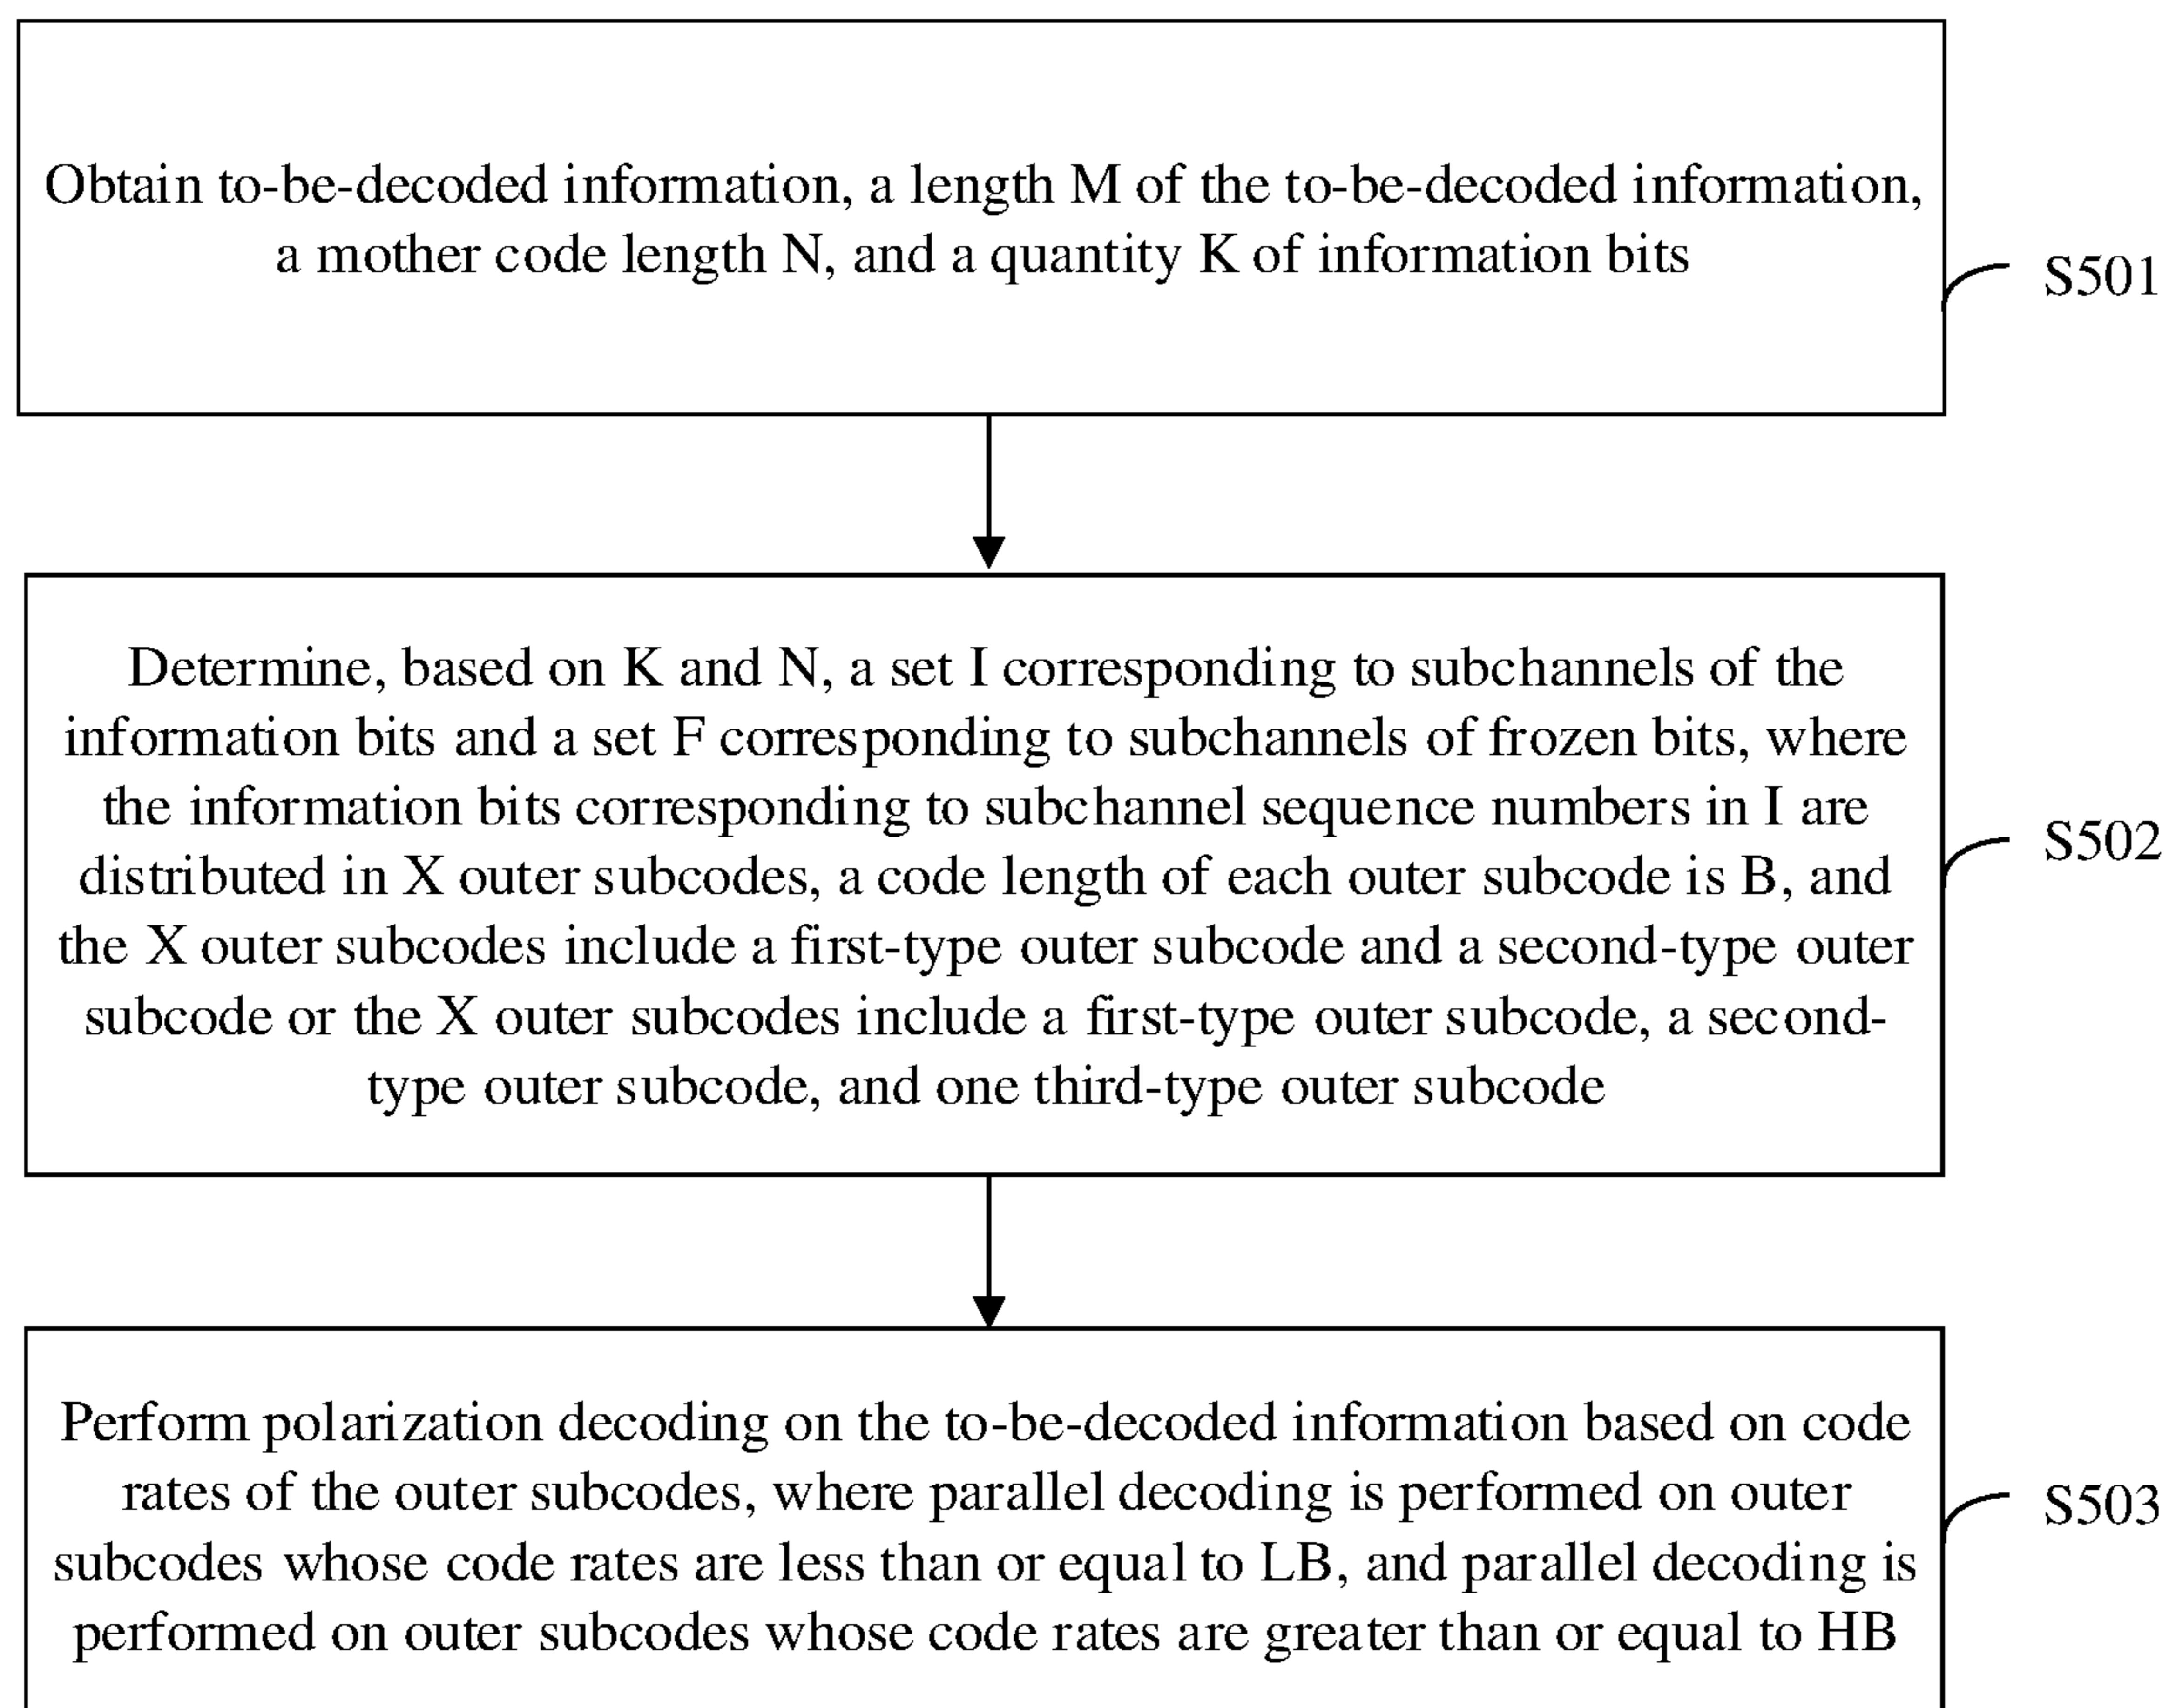 Obtain to-be-decoded information, a length M of the to-be-decoded information,
a mother code length N, and a quantity K of information bits
S501
Determine, based on K and N, a set I corresponding to subchannels of the
information bits and a set F corresponding to subchannels of frozen bits, where
the information bits corresponding to subchannel sequence numbers in I are
distributed in X outer subcodes, a code length of each outer subcode is B, and
the X outer subcodes include a first-type outer subcode and a second-type outer
subcode or the X outer subcodes include a first-type outer subcode, a second-
type outer subcode, and one third-type outer subcode
S502
Perform polarization decoding on the to-be-decoded information based on code
rates of the outer subcodes, where parallel decoding is performed on outer
subcodes whose code rates are less than or equal to LB, and parallel decoding is
performed on outer subcodes whose code rates are greater than or equal to HB
S503